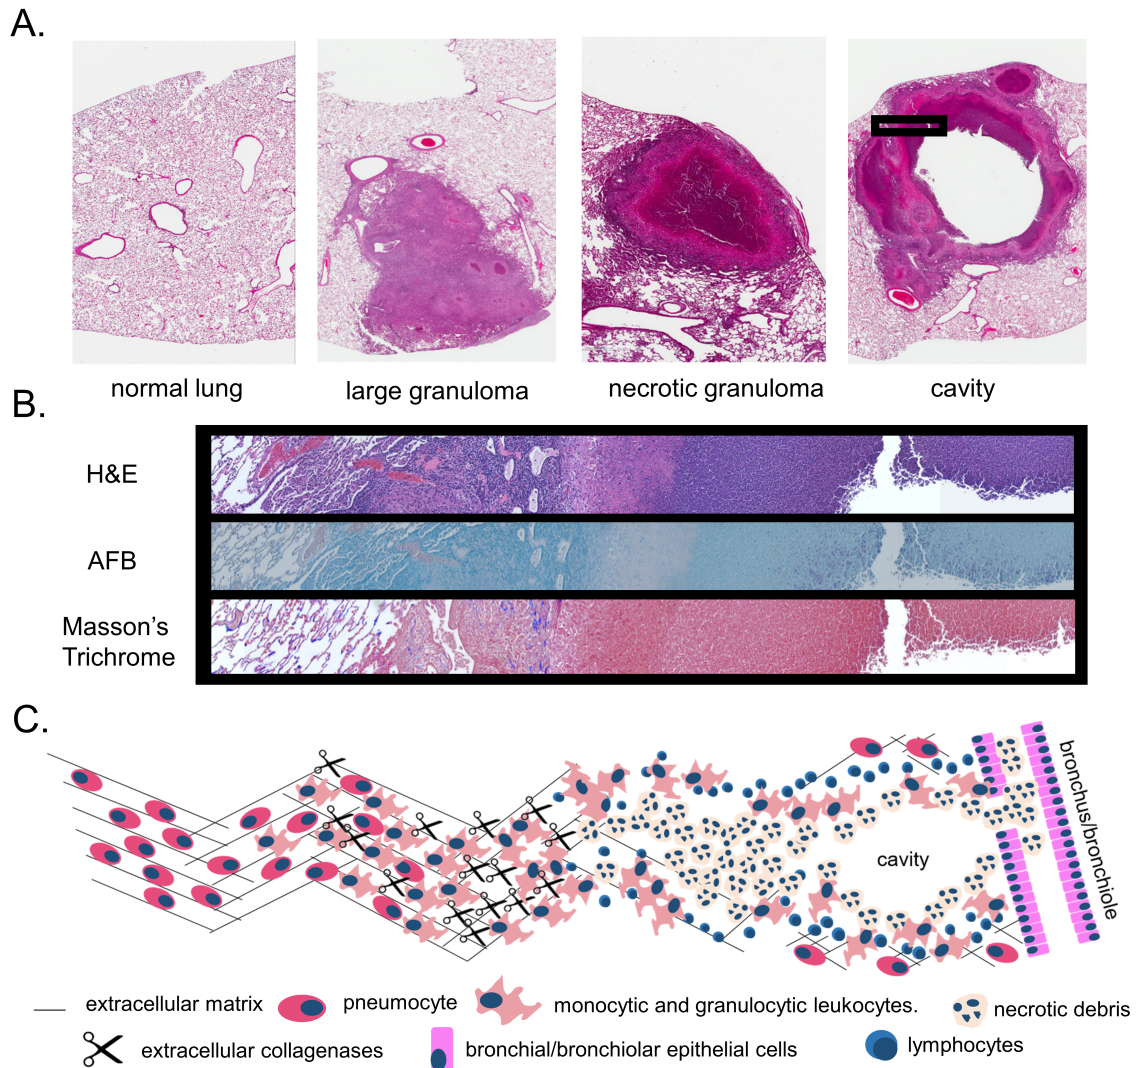 A.
normal lung
large granuloma
necrotic granuloma
cavity
B.
H&E
AFB
Masson’s
Trichrome
C.
cavity
bronchus/bronchiole
extracellular matrix
pneumocyte
monocytic and granulocytic leukocytes.
necrotic debris
extracellular collagenases
bronchial/bronchiolar epithelial cells
lymphocytes